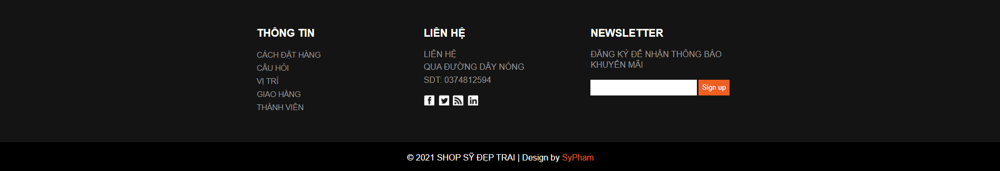 THÔNG TIN
CÁCH ĐẶT HÀNG
CÂU HỎI
VỊ TRÍ
GIAO HÀNG
THÀNH VIÊN
LIÊN HỆ
LIÊN HỆ
QUA ĐƯỜNG DÂY NÓNG
SDT: 0374812594
NEWSLETTER
ĐĂNG KÝ ĐỂ NHẬN THÔNG BÁO
KHUYẾN MÃI
Sign up
© 2021 SHOP SỸ ĐẸP TRAI | Design by SyPham